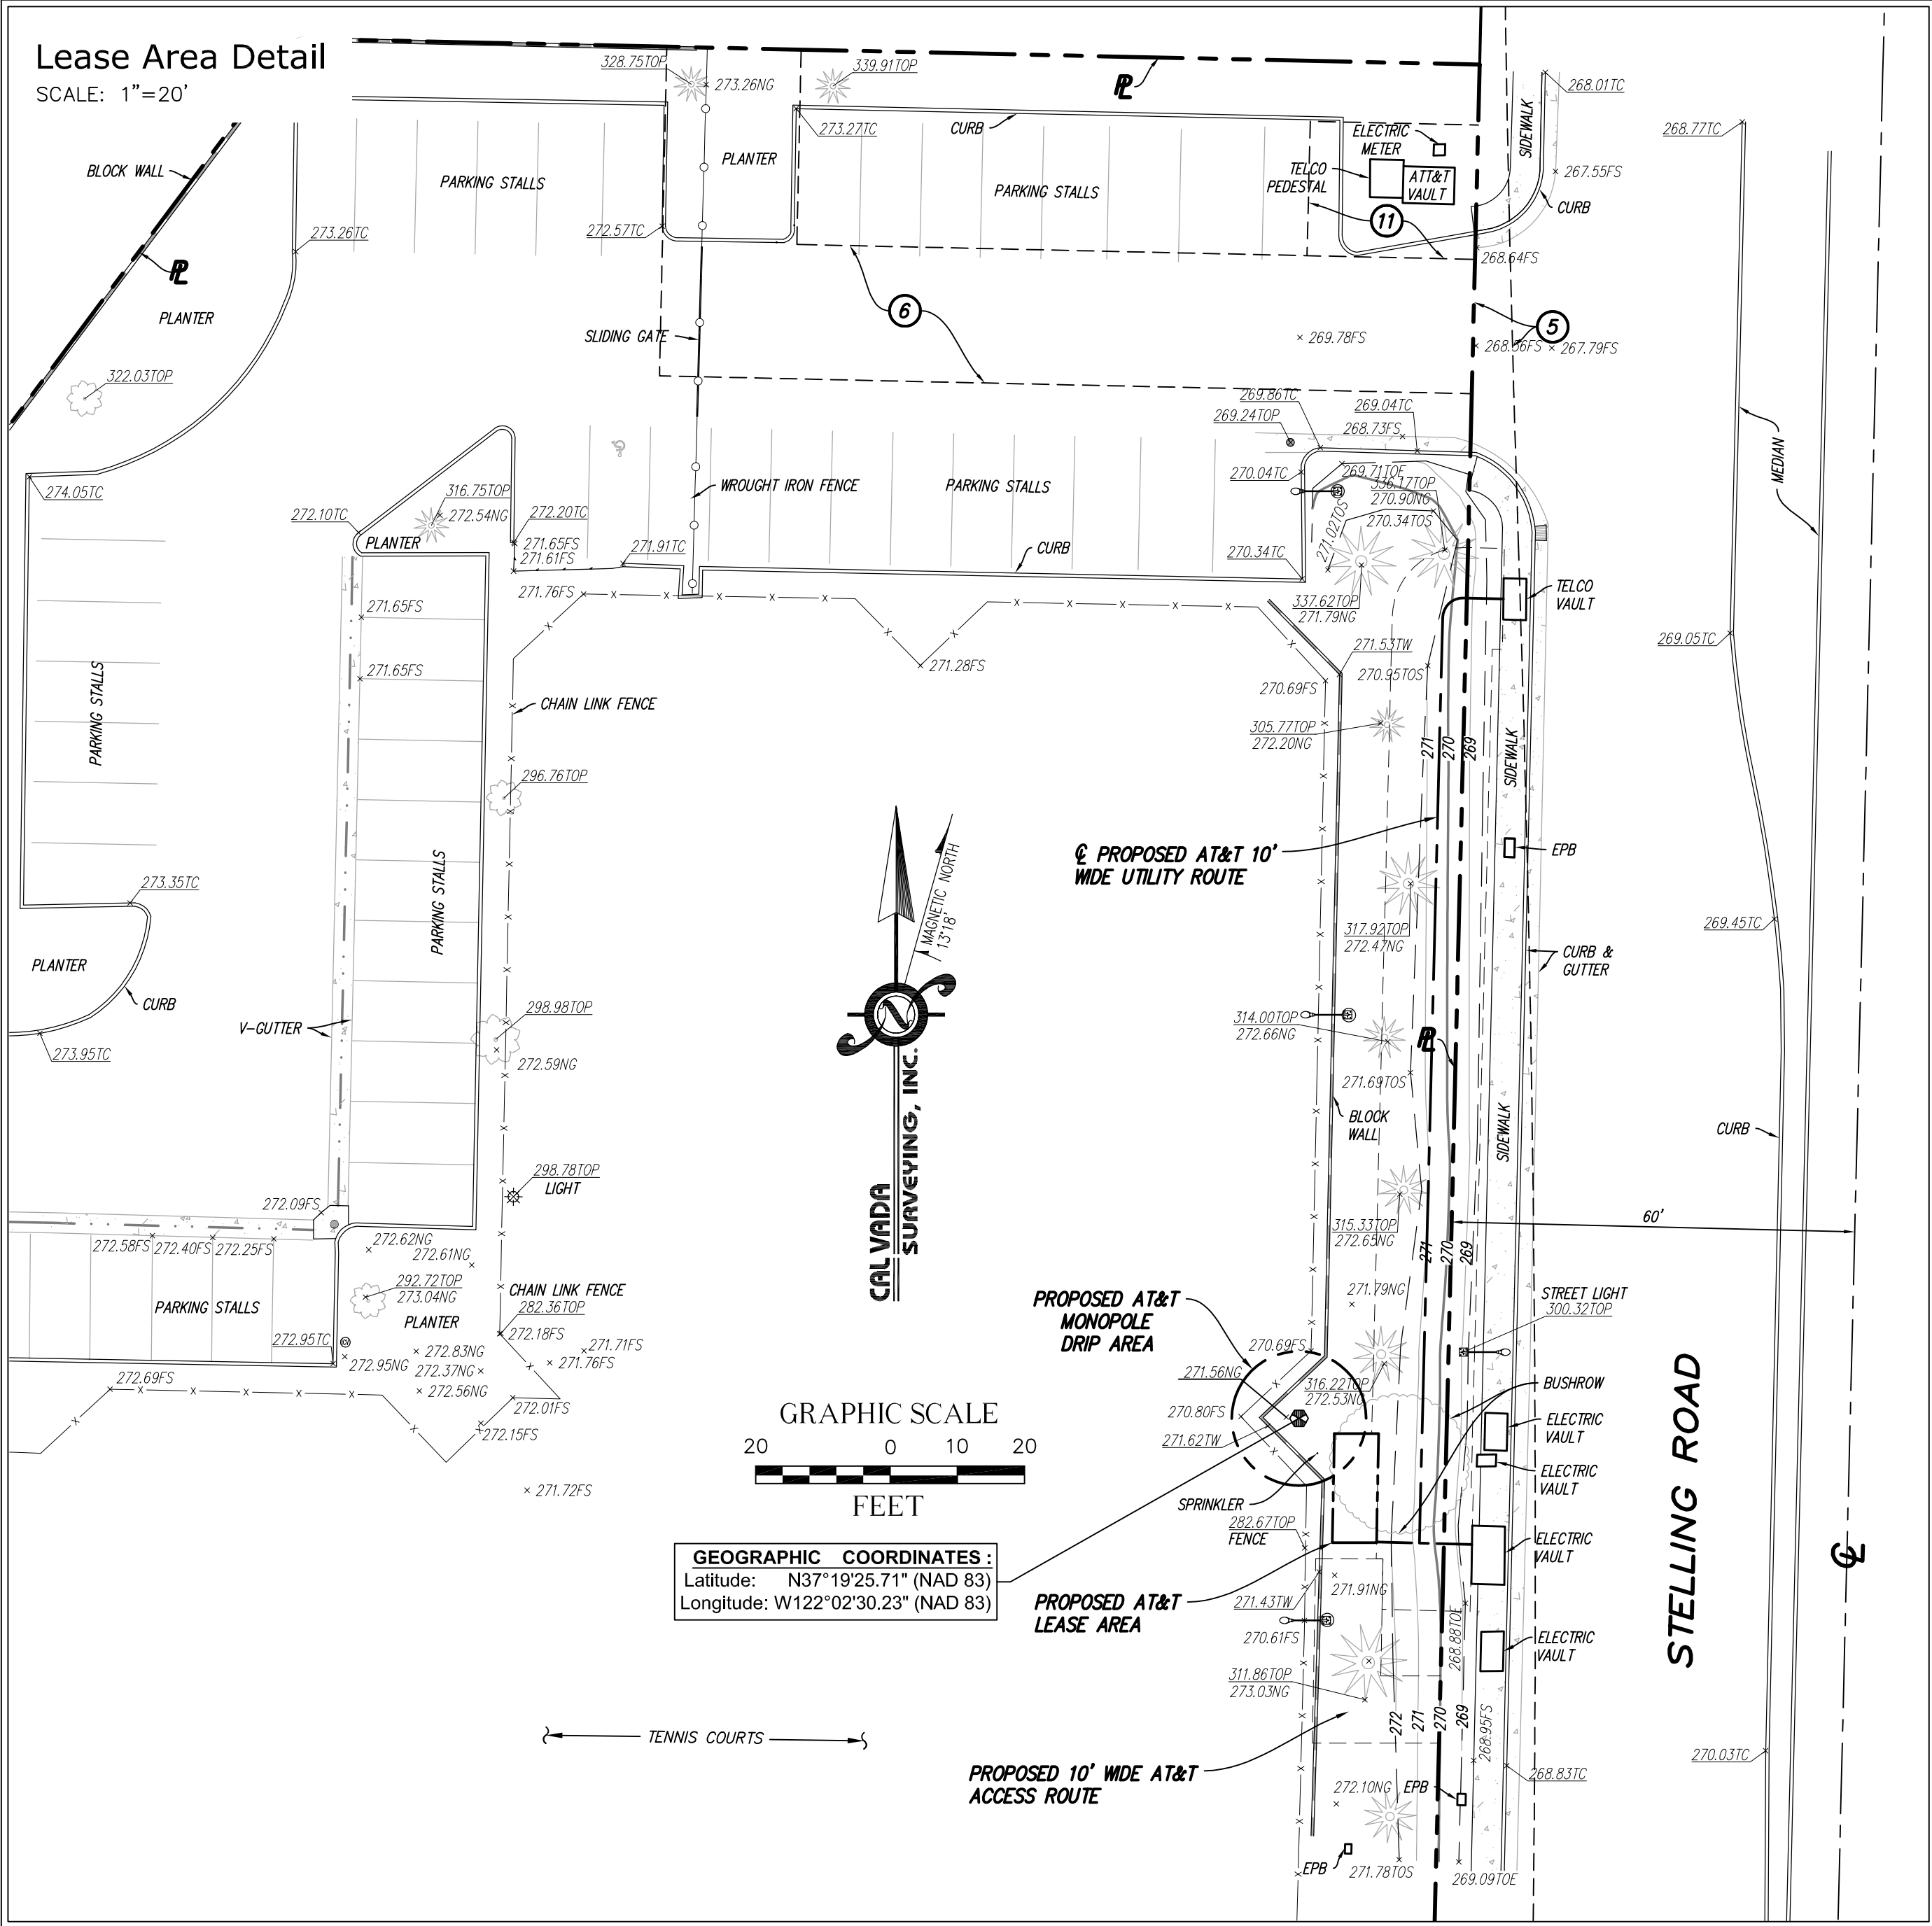 Lease Area Detail
SCALE: 1"=20'
328.75TOP
273.26NG
339.91TOP
PL
268.01TC
268.77TC
BLOCK WALL
PARKING STALLS
PLANTER
273.27TC
CURB
PARKING STALLS
ELECTRIC
METER
TELCO
PEDESTAL
ATT&T
VAULT
SIDEWALK
267.55FS
CURB
11
273.26TC
272.57TC
268.64FS
PL
PLANTER
SLIDING GATE
6
269.78FS
5
268.56FS
267.79FS
322.03TOP
269.86TC
269.04TC
269.24TOP
268.73FS
MEDIAN
274.05TC
316.75TOP
272.54NG
272.10TC
272.20TC
PLANTER
271.65FS
271.61FS
WROUGHT IRON FENCE
PARKING STALLS
270.04TC
269.71TOE
336.17TOP
270.90NG
270.34TOS
271.02TOS
271.91TC
CURB
270.34TC
271.76FS
271.65FS
337.62TOP
271.79NG
TELCO
VAULT
269.05TC
271.65FS
271.28FS
271.53TW
270.95TOS
270.69FS
PARKING STALLS
CHAIN LINK FENCE
305.77TOP
272.20NG
271
270
269
SIDEWALK
296.76TOP
CL PROPOSED AT&T 10'
WIDE UTILITY ROUTE
EPB
273.35TC
PARKING STALLS
MAGNETIC NORTH
13°18'
317.92TOP
272.47NG
269.45TC
PLANTER
CURB
CURB &
GUTTER
V-GUTTER
298.98TOP
272.59NG
N
314.00TOP
272.66NG
PL
273.95TC
271.69TOS
BLOCK
WALL
SIDEWALK
CURB
CAL VADA
SURVEYING, INC.
298.78TOP
LIGHT
272.09FS
315.33TOP
272.65NG
271
270
269
60'
272.58FS
272.40FS
272.25FS
272.62NG
272.61NG
292.72TOP
273.04NG
CHAIN LINK FENCE
282.36TOP
PARKING STALLS
PLANTER
272.95TC
272.18FS
271.71FS
272.95NG
272.83NG
272.37NG
271.76FS
272.69FS
272.56NG
272.01FS
272.15FS
271.72FS
PROPOSED AT&T
MONOPOLE
DRIP AREA
271.79NG
STREET LIGHT
300.32TOP
270.69FS
271.56NG
316.22TOP
272.53NG
270.80FS
271.62TW
BUSHROW
ELECTRIC
VAULT
ELECTRIC
VAULT
GRAPHIC SCALE
20 0 10 20
FEET
SPRINKLER
282.67TOP
FENCE
ELECTRIC
VAULT
GEOGRAPHIC COORDINATES :
Latitude: N37°19'25.71" (NAD 83)
Longitude: W122°02'30.23" (NAD 83)
PROPOSED AT&T
LEASE AREA
271.91NG
271.43TW
270.61FS
268.88TOE
ELECTRIC
VAULT
311.86TOP
273.03NG
STELLING ROAD
CL
TENNIS COURTS
272
271
270
269
268.95FS
270.03TC
PROPOSED 10' WIDE AT&T
ACCESS ROUTE
272.10NG
EPB
268.83TC
EPB
271.78TOS
269.09TOE